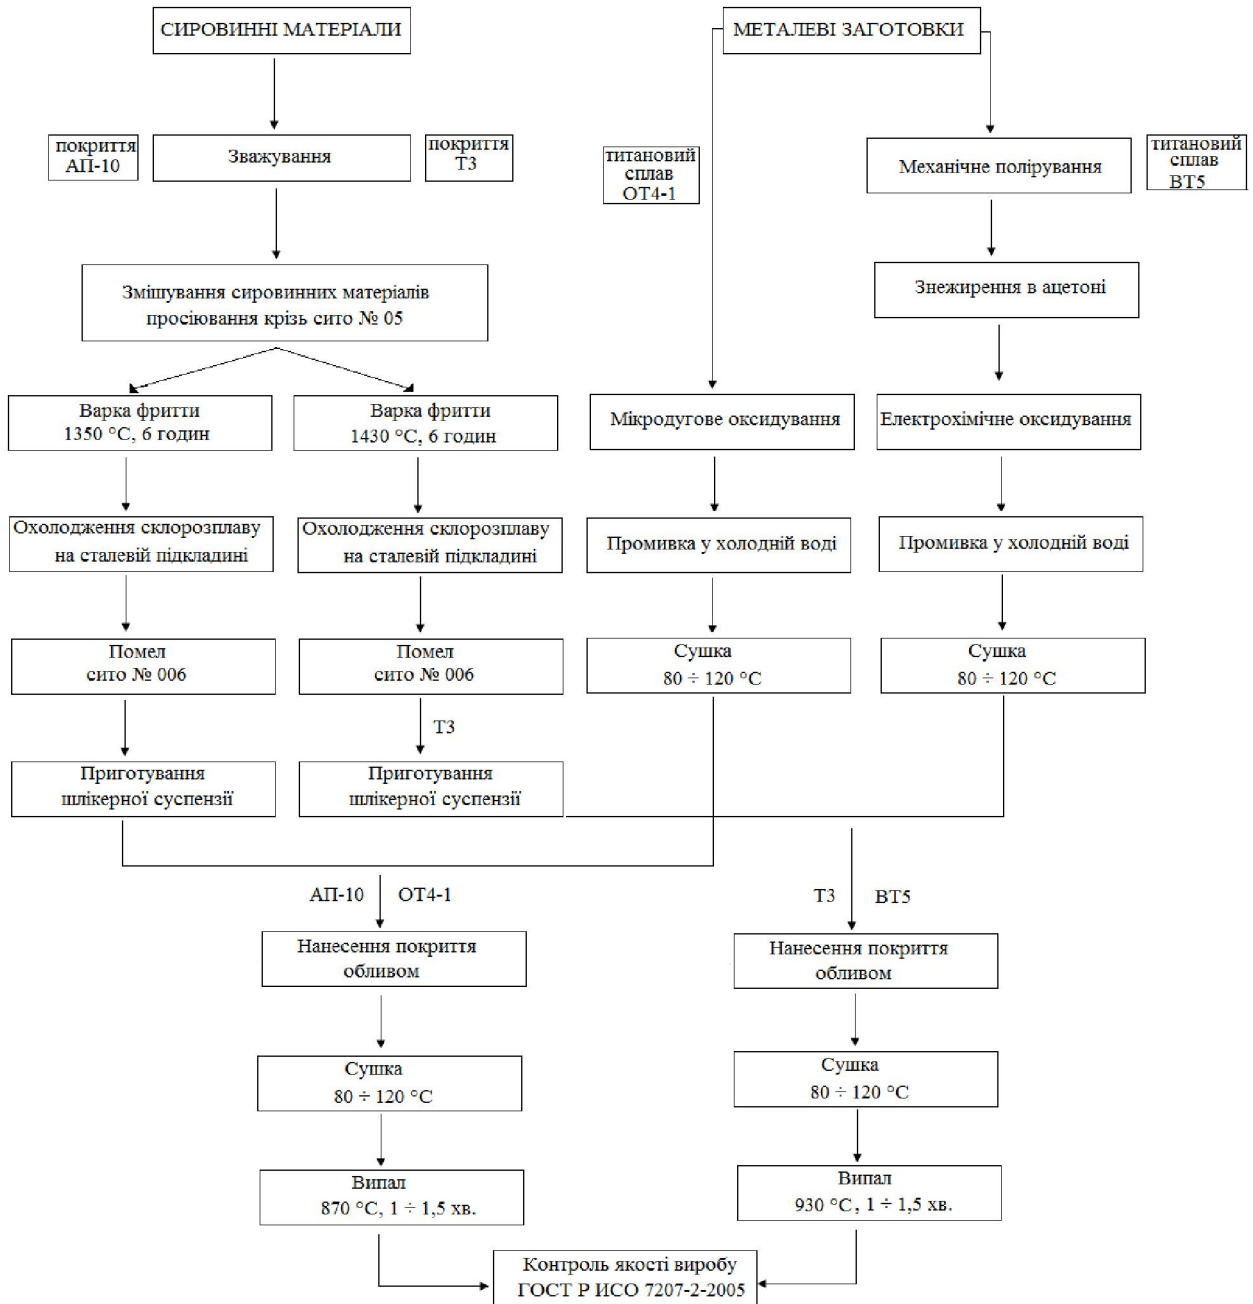 СИРОВИННІ МАТЕРІАЛИ
МЕТАЛЕВІ ЗАГОТОВКИ
покриття
АП-10
Зважування
покриття
Т3
титановий
сплав
ОТ4-1
Механічне полірування
титановий
сплав
ВТ5
Змішування сировинних матеріалів
просіювання крізь сито № 05
Знежирення в ацетоні
Варка фритти
1350 °С, 6 годин
Варка фритти
1430 °С, 6 годин
Мікродугове оксидування
Електрохімічне оксидування
Охолодження склорозплаву
на сталевій підкладині
Охолодження склорозплаву
на сталевій підкладині
Промивка у холодній воді
Промивка у холодній воді
Помел
сито № 006
Помел
сито № 006
Сушка
80 ÷ 120 °С
Сушка
80 ÷ 120 °С
Т3
Приготування
шлікерної суспензії
Приготування
шлікерної суспензії
АП-10 ОТ4-1
Т3 ВТ5
Нанесення покриття
обливом
Нанесення покриття
обливом
Сушка
80 ÷ 120 °С
Сушка
80 ÷ 120 °С
Випал
870 °С, 1 ÷ 1,5 хв.
Випал
930 °С, 1 ÷ 1,5 хв.
Контроль якості виробу
ГОСТ Р ИСО 7207-2-2005